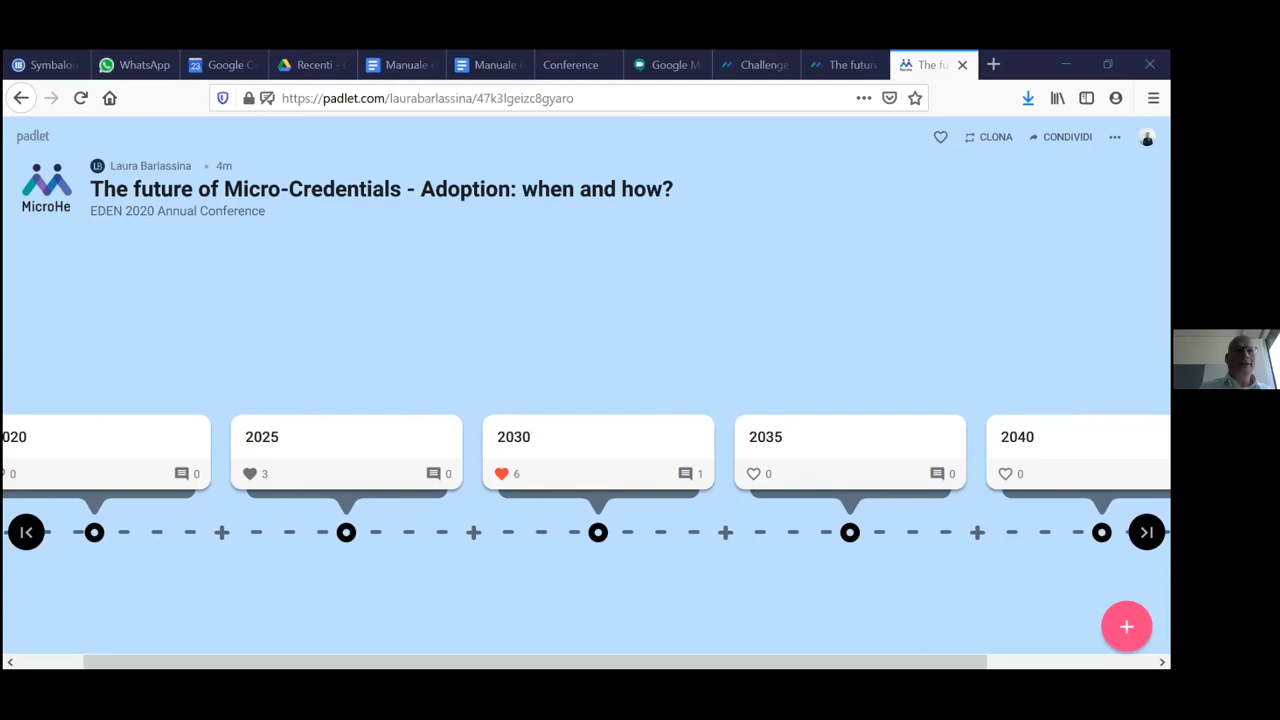 Symbaloo
WhatsApp
23
Google C
Recenti -
Manuale
Manuale
Conference
Google M
Challenge
The future
The fu
https://padlet.com/laurabarlassina/47k3lgeizc8gyaro
padlet
CLONA
CONDIVIDI
LB
Laura Barlassina • 4m
The future of Micro-Credentials - Adoption: when and how?
MicroHe
EDEN 2020 Annual Conference
020
2025
2030
2035
2040
0
0
3
0
6
1
0
0
0